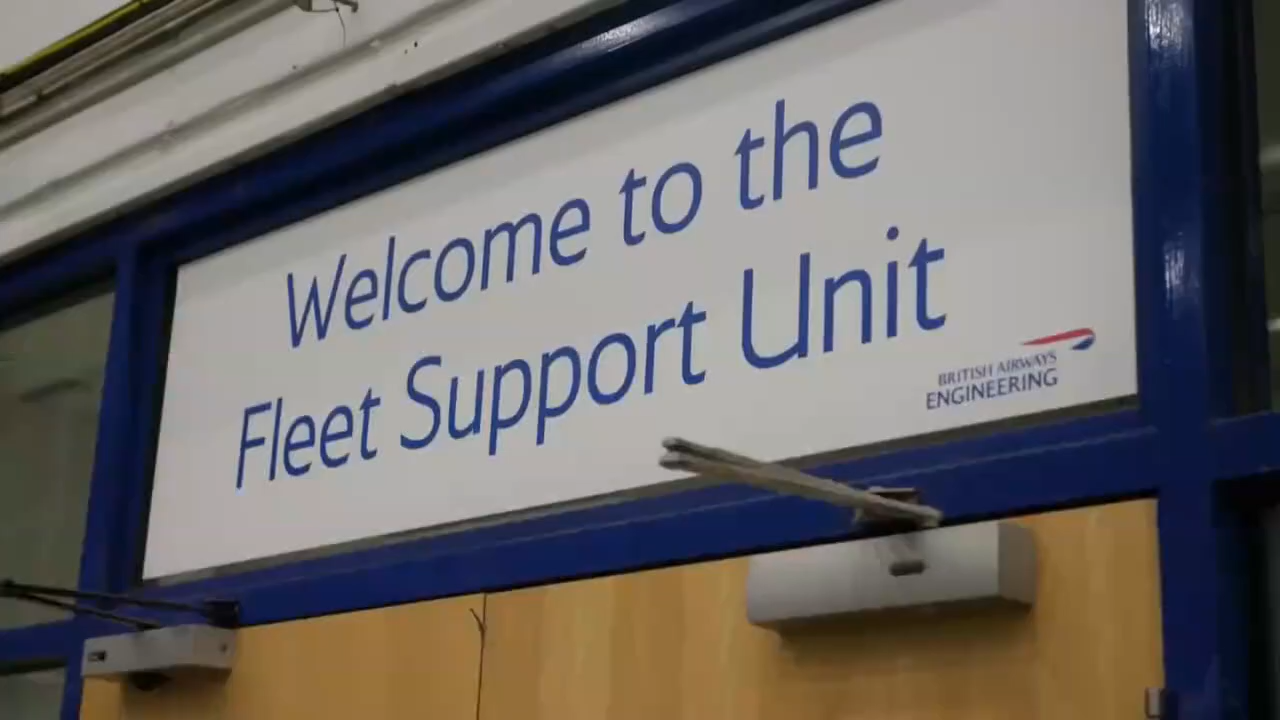 Welcome to the
Fleet Support Unit
BRITISH AIRWAYS
ENGINEERING